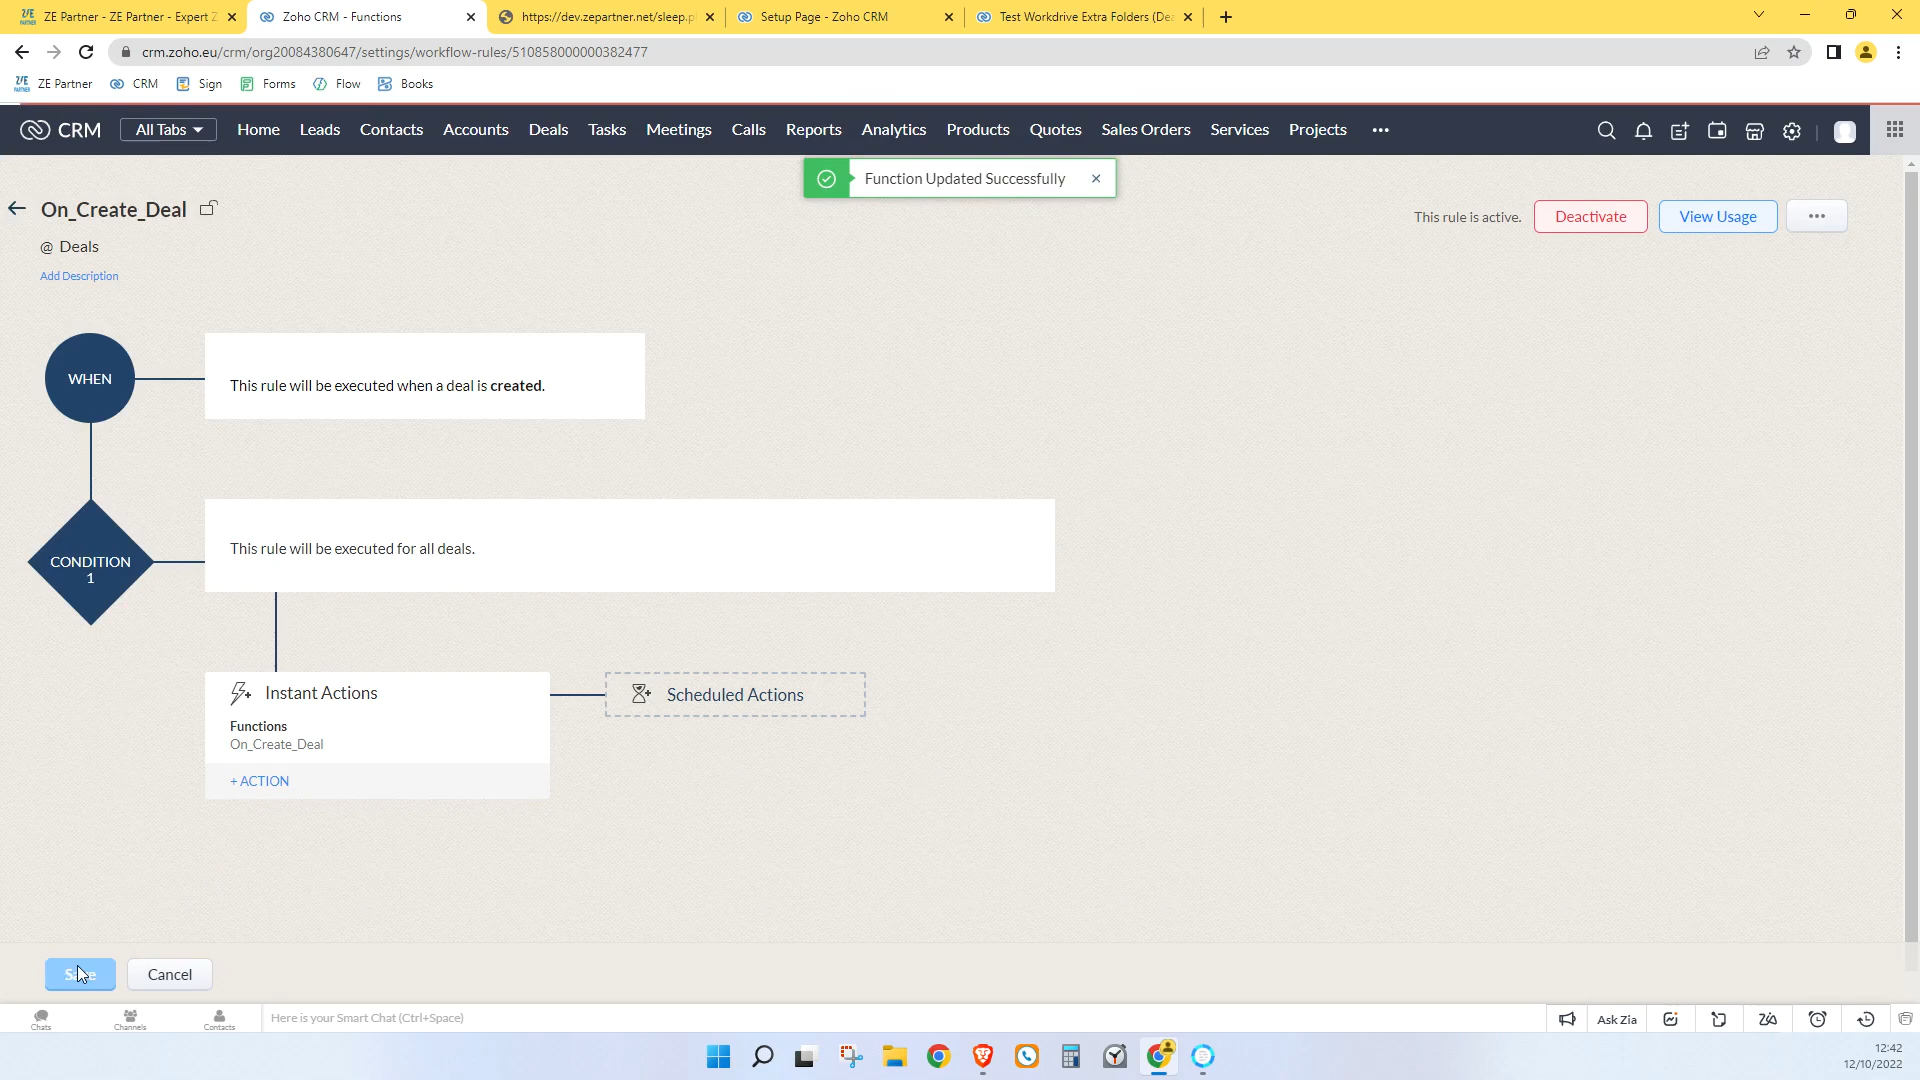 ZE Partner - ZE Partner - Expert Z
Zoho CRM - Functions
https://dev.zepartner.net/sleep.p
Setup Page - Zoho CRM
Test Workdrive Extra Folders (Dea
crm.zoho.eu/crm/org20084380647/settings/workflow-rules/510858000000382477
ZE Partner
CRM
Sign
Forms
Flow
Books
CRM
All Tabs
Home
Leads
Contacts
Accounts
Deals
Tasks
Meetings
Calls
Reports
Analytics
Products
Quotes
Sales Orders
Services
Projects
Function Updated Successfully
On_Create_Deal
This rule is active.
Deactivate
View Usage
@ Deals
Add Description
WHEN
This rule will be executed when a deal is created.
CONDITION
1
This rule will be executed for all deals.
Instant Actions
Scheduled Actions
Functions
On_Create_Deal
+ ACTION
Save
Cancel
Chats
Channels
Contacts
Here is your Smart Chat (Ctrl+Space)
Ask Zia
12:42
12/10/2022